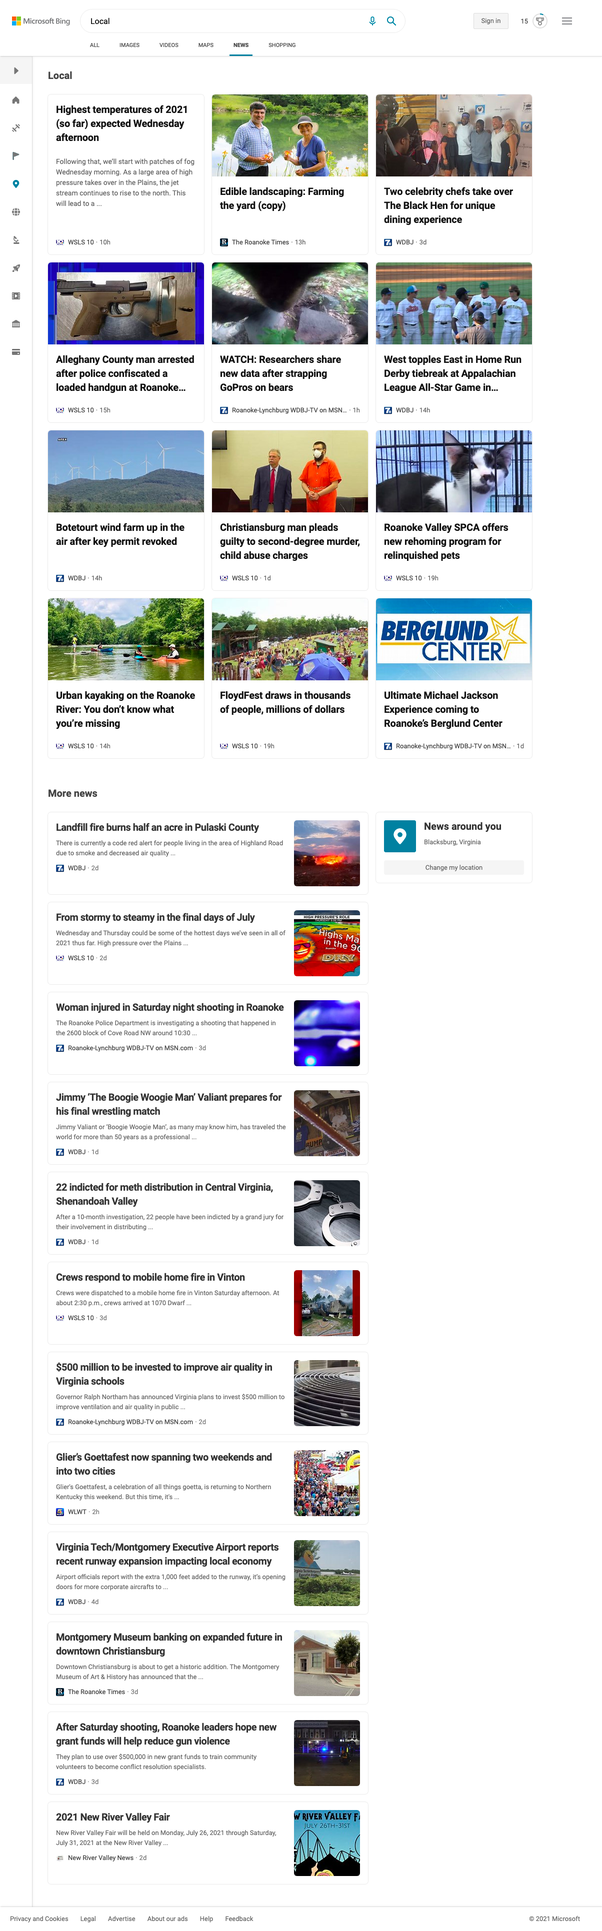 Microsoft Bing
Local
Sign in
15
ALL
IMAGES
VIDEOS
MAPS
NEWS
SHOPPING
Local
Highest temperatures of 2021
(so far) expected Wednesday
afternoon
Following that, we'll start with patches of fog
Wednesday morning. As a large area of high
pressure takes over in the Plains, the jet
stream continues to rise to the north. This
will lead to a ...
WSLS 10 · 10h
Edible landscaping: Farming
the yard (copy)
The Roanoke Times · 13h
Two celebrity chefs take over
The Black Hen for unique
dining experience
WDBJ · 3d
Alleghany County man arrested
after police confiscated a
loaded handgun at Roanoke...
WSLS 10 · 15h
WATCH: Researchers share
new data after strapping
GoPros on bears
Roanoke-Lynchburg WDBJ-TV on MSN... · 1h
West topples East in Home Run
Derby tiebreak at Appalachian
League All-Star Game in...
WDBJ · 14h
Botetourt wind farm up in the
air after key permit revoked
WDBJ · 14h
Christiansburg man pleads
guilty to second-degree murder,
child abuse charges
WSLS 10 · 1d
Roanoke Valley SPCA offers
new rehoming program for
relinquished pets
WSLS 10 · 19h
Urban kayaking on the Roanoke
River: You don't know what
you're missing
WSLS 10 · 14h
FloydFest draws in thousands
of people, millions of dollars
WSLS 10 · 19h
BERGLUND
CENTER
Ultimate Michael Jackson
Experience coming to
Roanoke's Berglund Center
Roanoke-Lynchburg WDBJ-TV on MSN... · 1d
More news
Landfill fire burns half an acre in Pulaski County
There is currently a code red alert for people living in the area of Highland Road
due to smoke and decreased air quality ...
WDBJ · 2d
News around you
Blacksburg, Virginia
Change my location
From stormy to steamy in the final days of July
Wednesday and Thursday could be some of the hottest days we've seen in all of
2021 thus far. High pressure over the Plains ...
WSLS 10 · 2d
HIGH PRESSURE'S ROLE
Highs Ma
in the 90
DRY
Woman injured in Saturday night shooting in Roanoke
The Roanoke Police Department is investigating a shooting that happened in
the 2600 block of Cove Road NW around 10:30 ...
Roanoke-Lynchburg WDBJ-TV on MSN.com · 3d
Jimmy 'The Boogie Woogie Man' Valiant prepares for
his final wrestling match
Jimmy Valiant or 'Boogie Woogie Man', as many may know him, has traveled the
world for more than 50 years as a professional ...
WDBJ · 1d
22 indicted for meth distribution in Central Virginia,
Shenandoah Valley
After a 10-month investigation, 22 people have been indicted by a grand jury for
their involvement in distributing ...
WDBJ · 1d
Crews respond to mobile home fire in Vinton
Crews were dispatched to a mobile home fire in Vinton Saturday afternoon. At
about 2:30 p.m., crews arrived at 1070 Dwarf ...
WSLS 10 · 3d
$500 million to be invested to improve air quality in
Virginia schools
Governor Ralph Northam has announced Virginia plans to invest $500 million to
improve ventilation and air quality in public ...
Roanoke-Lynchburg WDBJ-TV on MSN.com · 2d
Glier's Goettafest now spanning two weekends and
into two cities
Glier's Goettafest, a celebration of all things goetta, is returning to Northern
Kentucky this weekend. But this time, it's ...
WLWT · 2h
Virginia Tech/Montgomery Executive Airport reports
recent runway expansion impacting local economy
Airport officials report with the extra 1,000 feet added to the runway, it's opening
doors for more corporate aircrafts to ...
WDBJ · 4d
Montgomery Museum banking on expanded future in
downtown Christiansburg
Downtown Christiansburg is about to get a historic addition. The Montgomery
Museum of Art & History has announced that the ...
The Roanoke Times · 3d
After Saturday shooting, Roanoke leaders hope new
grant funds will help reduce gun violence
They plan to use over $500,000 in new grant funds to train community
volunteers to become conflict resolution specialists.
WDBJ · 3d
2021 New River Valley Fair
New River Valley Fair will be held on Monday, July 26, 2021 through Saturday,
July 31, 2021 at the New River Valley ...
New River Valley News · 2d
W RIVER VALLEY F
JULY 26TH-31ST
Privacy and Cookies
Legal
Advertise
About our ads
Help
Feedback
© 2021 Microsoft